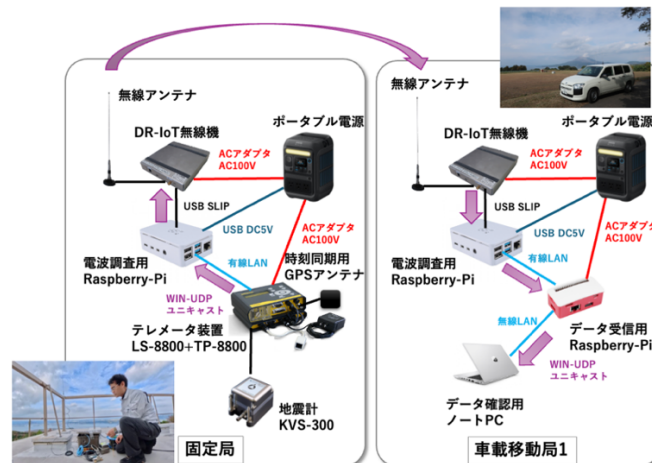 無線アンテナ
DR-IoT無線機
ポータブル電源
ACアダプタ
AC100V
USB SLIP
USB DC5V
ACアダプタ
AC100V
電波調査用
Raspberry-Pi
有線LAN
時刻同期用
GPSアンテナ
WIN-UDP
ユニキャスト
テレメータ装置
LS-8800+TP-8800
地震計
KVS-300
固定局
無線アンテナ
DR-IoT無線機
ポータブル電源
ACアダプタ
AC100V
USB SLIP
USB DC5V
ACアダプタ
AC100V
電波調査用
Raspberry-Pi
有線LAN
無線LAN
データ受信用
Raspberry-Pi
WIN-UDP
ユニキャスト
データ確認用
ノートPC
車載移動局1